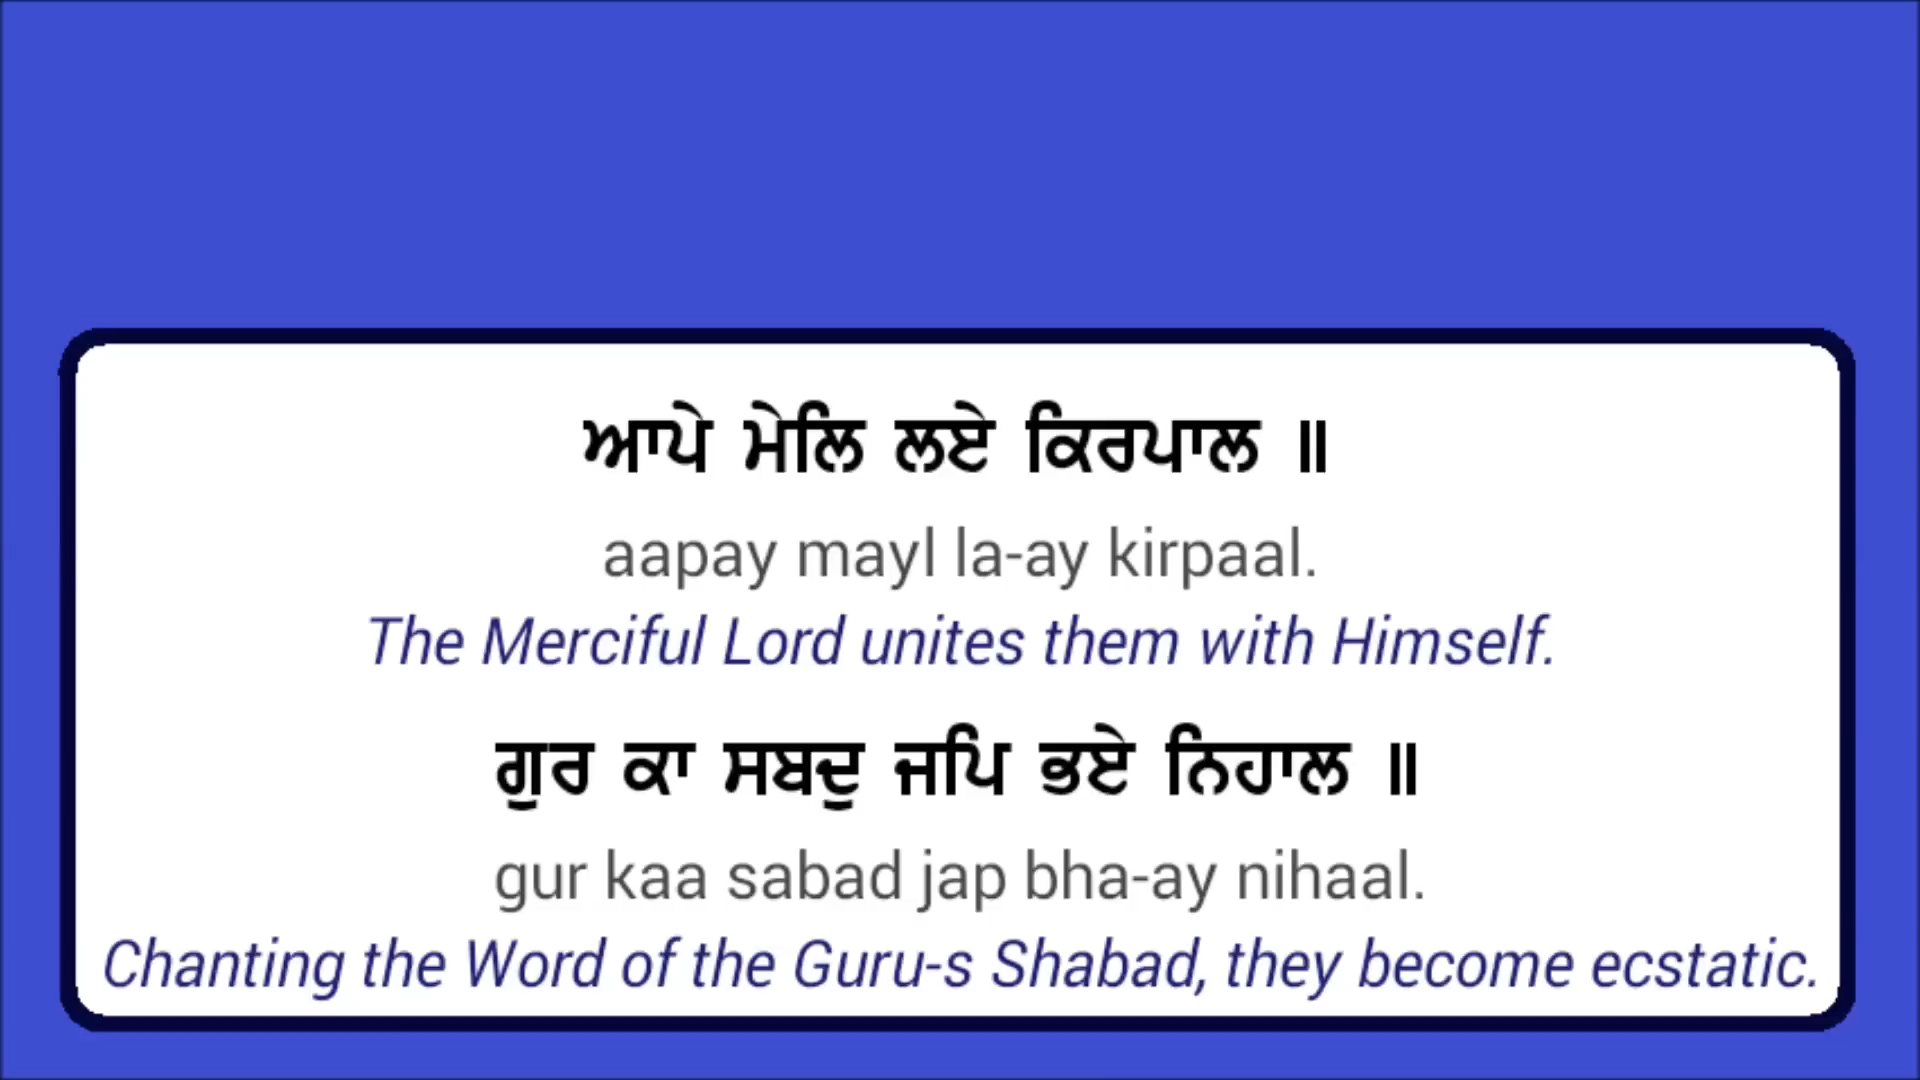 ਆਪੇ ਮੇਲਿ ਲਏ ਕਿਰਪਾਲ ॥
aapay mayl la-ay kirpaal.
The Merciful Lord unites them with Himself.
ਗੁਰ ਕਾ ਸਬਦੁ ਜਪਿ ਭਏ ਨਿਹਾਲ ॥
gur kaa sabad jap bha-ay nihaal.
Chanting the Word of the Guru-s Shabad, they become ecstatic.